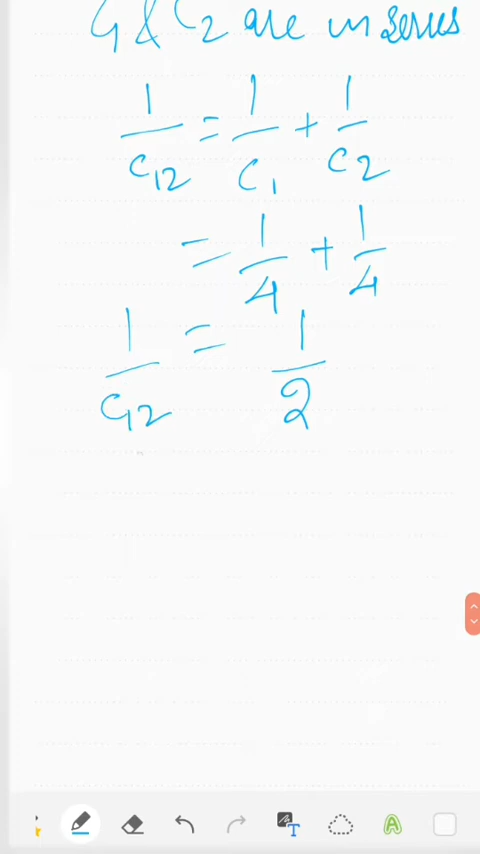 C1 & C2 are in series
1/C12 = 1/C1 + 1/C2
= 1/4 + 1/4
1/C12 = 1/2